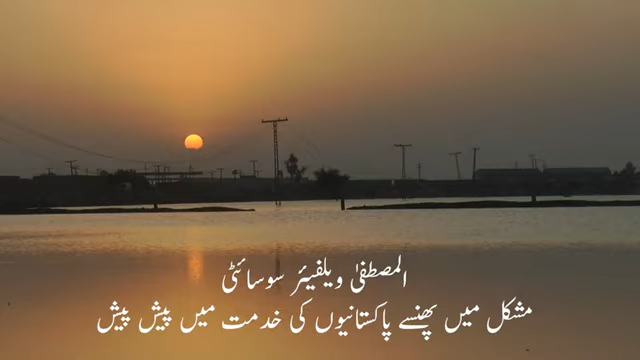 المصطفیٰ ویلفیئر سوسائٹی
مشکل میں پھنسے پاکستانیوں کی خدمت میں پیش پیش